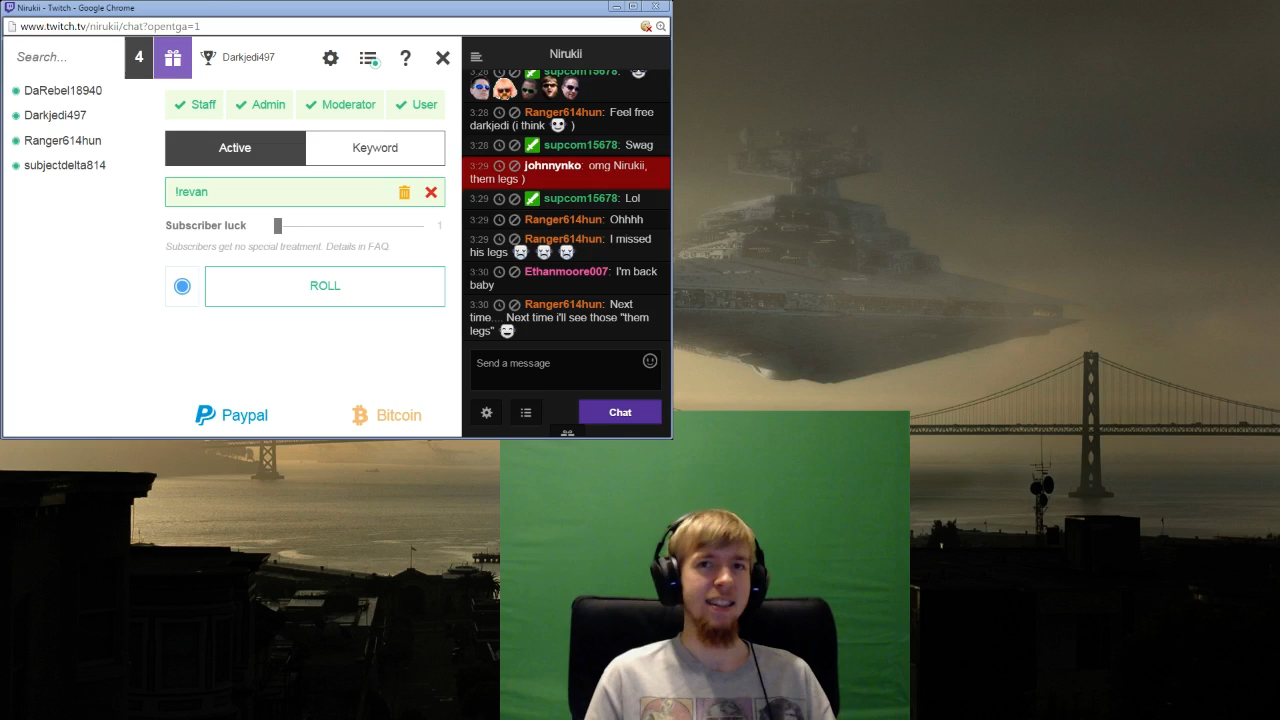 Nirukii - Twitch - Google Chrome
www.twitch.tv/nirukii/chat?opentga=1
Search...
4
Darkjedi497
?
DaRebel18940
Darkjedi497
Ranger614hun
subjectdelta814
Staff
Admin
Moderator
User
Active
Keyword
!revan
Subscriber luck
1
Subscribers get no special treatment. Details in FAQ.
ROLL
Paypal
Bitcoin
Nirukii
3:28 supcom15678:
3:28 Ranger614hun: Feel free
darkjedi (i think )
3:28 supcom15678: Swag
3:29 johnnynko: omg Nirukii,
them legs )
3:29 supcom15678: Lol
3:29 Ranger614hun: Ohhhh
3:29 Ranger614hun: I missed
his legs
3:30 Ethanmoore007: I'm back
baby
3:30 Ranger614hun: Next
time.... Next time i'll see those "them
legs"
Send a message
Chat